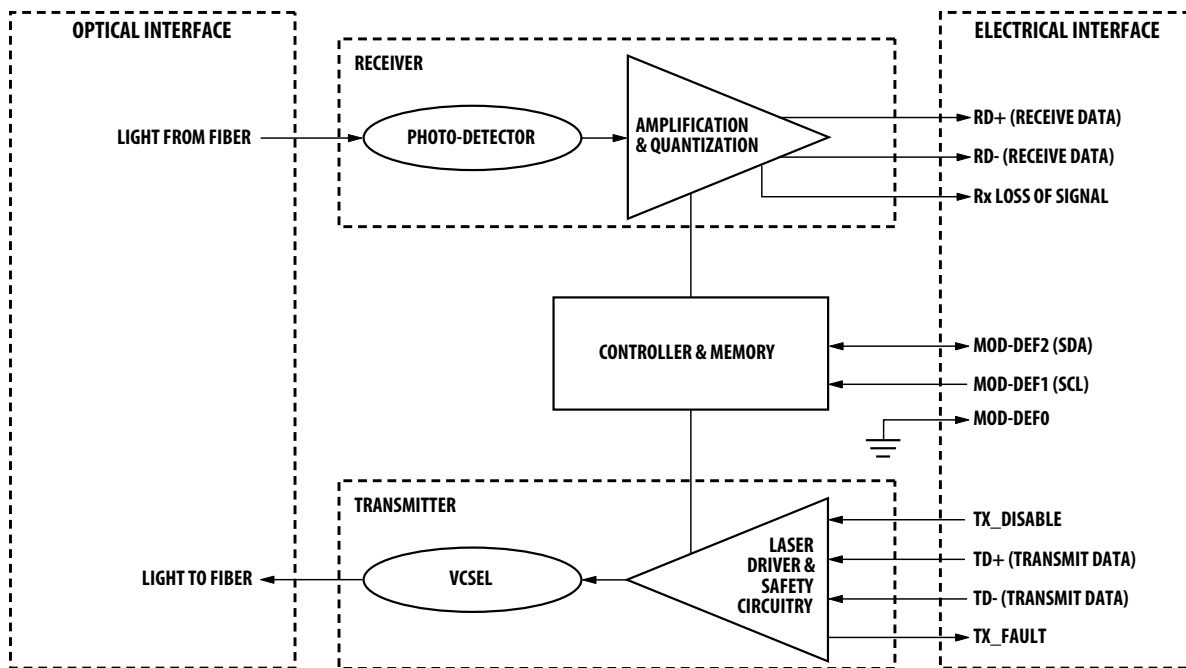 OPTICAL INTERFACE
ELECTRICAL INTERFACE
RECEIVER
LIGHT FROM FIBER
PHOTO-DETECTOR
AMPLIFICATION
& QUANTIZATION
RD+ (RECEIVE DATA)
RD- (RECEIVE DATA)
Rx LOSS OF SIGNAL
CONTROLLER & MEMORY
MOD-DEF2 (SDA)
MOD-DEF1 (SCL)
MOD-DEF0
TRANSMITTER
LIGHT TO FIBER
VCSEL
LASER
DRIVER &
SAFETY
CIRCUITRY
TX_DISABLE
TD+ (TRANSMIT DATA)
TD- (TRANSMIT DATA)
TX_FAULT